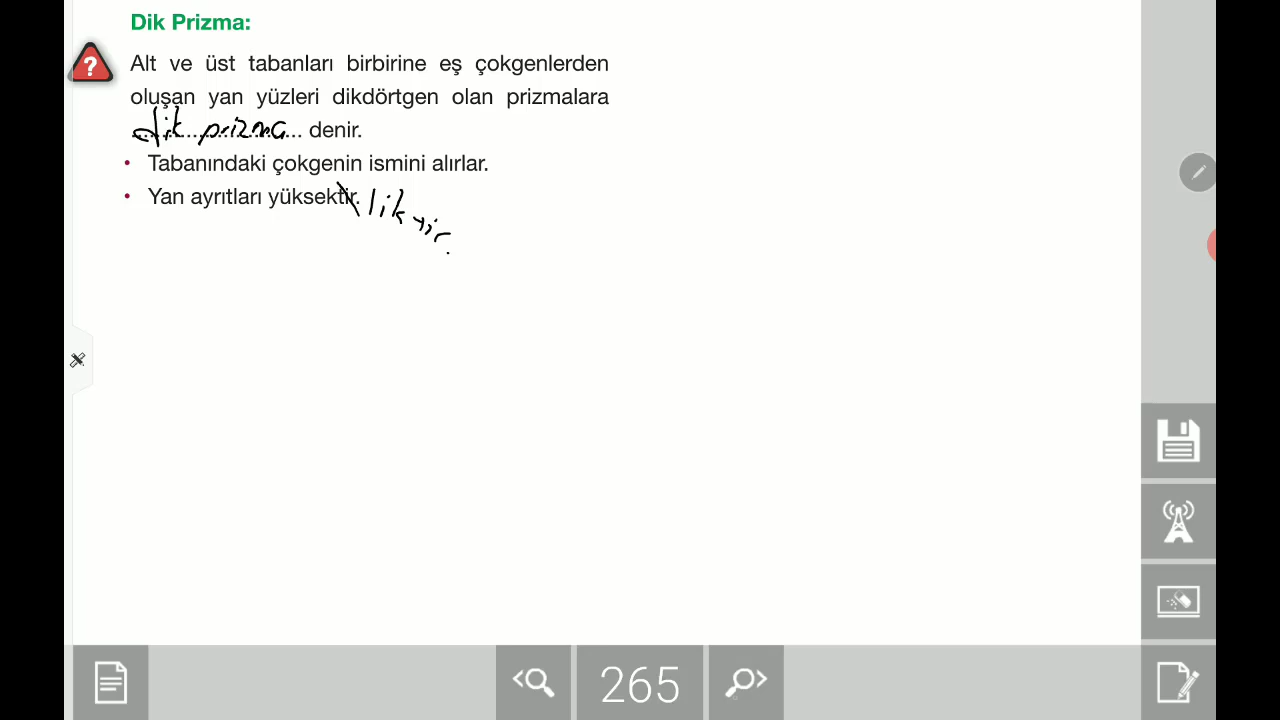 Dik Prizma:
?
Alt ve üst tabanları birbirine eş çokgenlerden
oluşan yan yüzleri dikdörtgen olan prizmalara
dik prizma denir.
• Tabanındaki çokgenin ismini alırlar.
• Yan ayrıtları yüksektir. liktir.
265